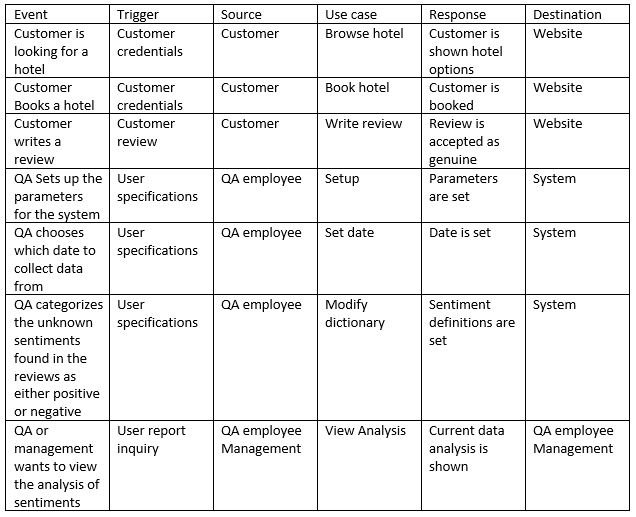 Event Trigger Source Use case Response Destination
Customer is Customer Customer Browse hotel Customer is Website
looking for a credentials shown hotel
hotel options
Customer Customer Customer Book hotel Customer is Website
Books a hotel credentials booked
Customer Customer Customer Write review Review is Website
writes a review accepted as
review genuine
QA Sets up the User QA employee Setup Parameters System
parameters specifications are set
for the system
QA chooses User QA employee Set date Date is set System
which date to specifications
collect data
from
QA categorizes User QA employee Modify Sentiment System
the unknown specifications dictionary definitions are
sentiments set
found in the
reviews as
either positive
or negative
QA or User report QA employee View Analysis Current data QA employee
management inquiry Management analysis is Management
wants to view shown
the analysis of
sentiments